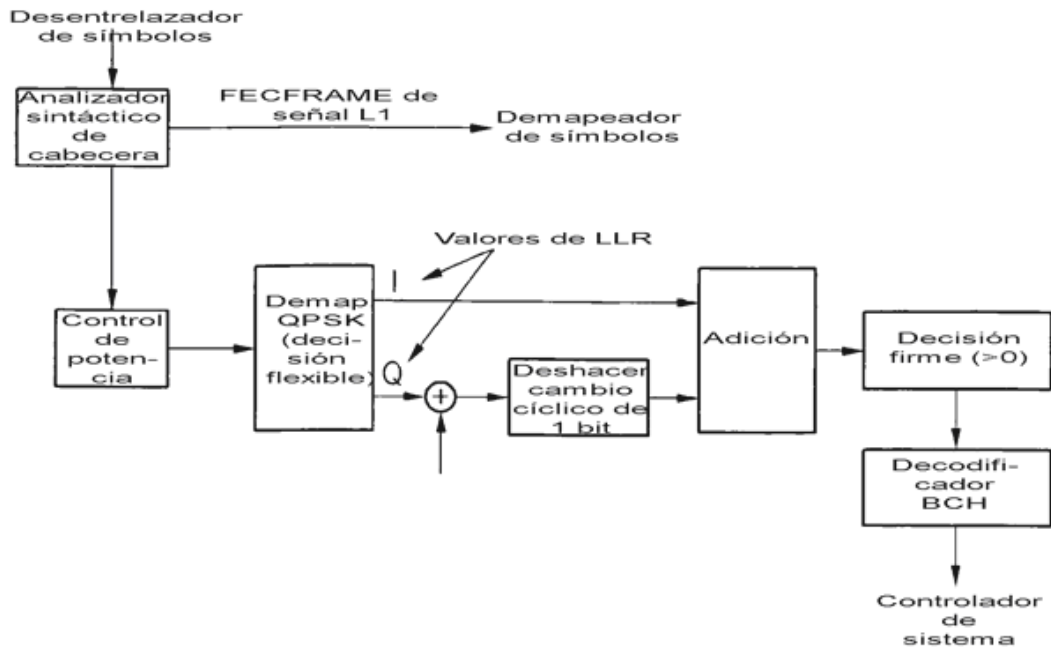 Desentrelazador
de símbolos
Analizador
sintáctico
de
cabecera
FECFRAME de
señal L1
Demapeador
de símbolos
Valores de LLR
I
Q
Control
de
poten-
cia
Demap
QPSK
(deci-
sión
flexible)
+
Deshacer
cambio
cíclico de
1 bit
Adición
Decisión
firme (>0)
Decodifi-
cador
BCH
Controlador
de
sistema